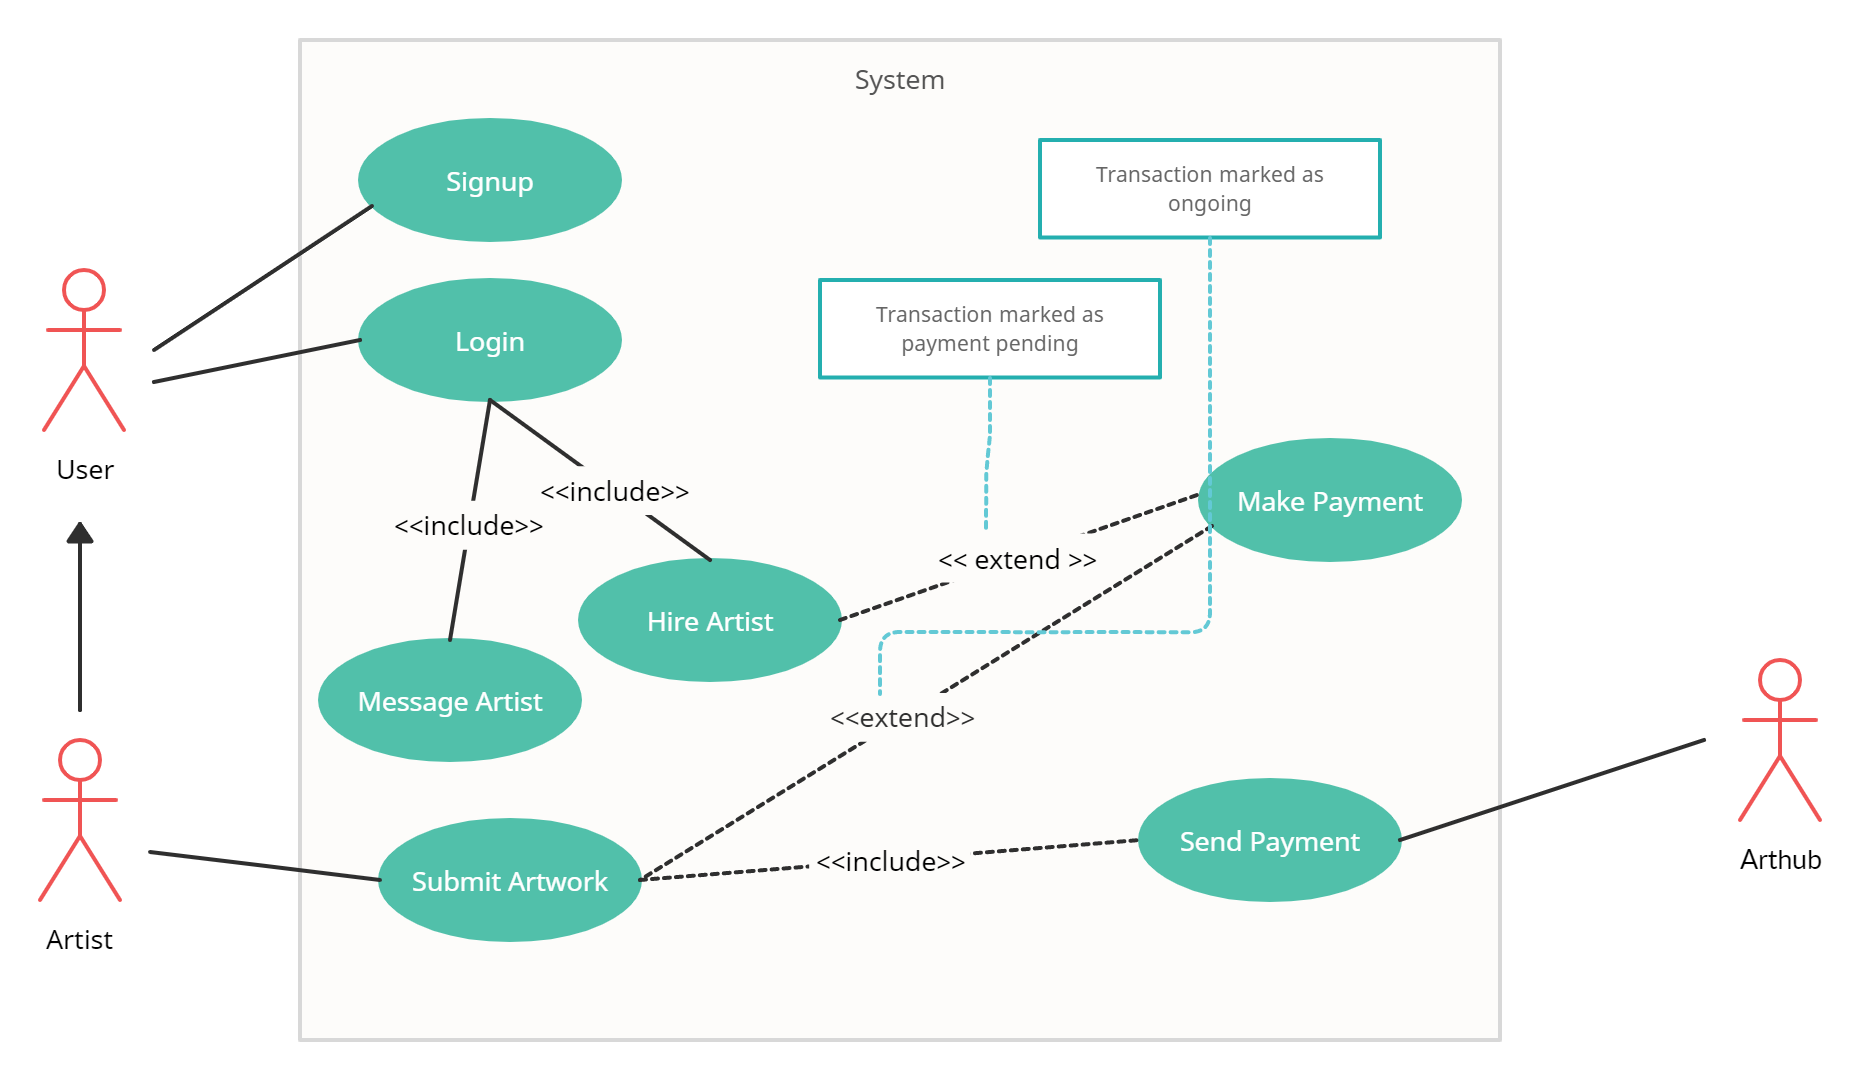 System
Signup
Transaction marked as
ongoing
Login
Transaction marked as
payment pending
User
<<include>>
<<include>>
Make Payment
<< extend >>
Hire Artist
Message Artist
<<extend>>
Send Payment
<<include>>
Submit Artwork
Arthub
Artist